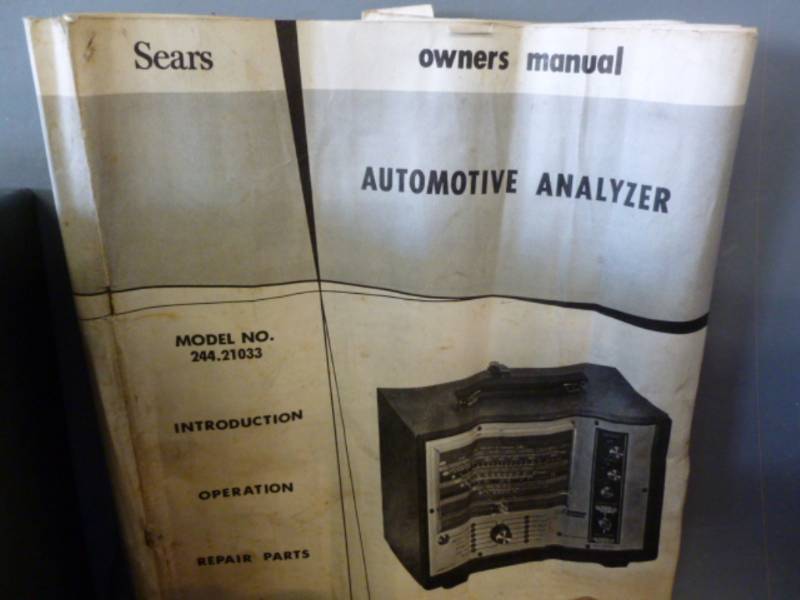 Sears
owners manual
AUTOMOTIVE ANALYZER
MODEL NO.
244.21033
INTRODUCTION
OPERATION
REPAIR PARTS